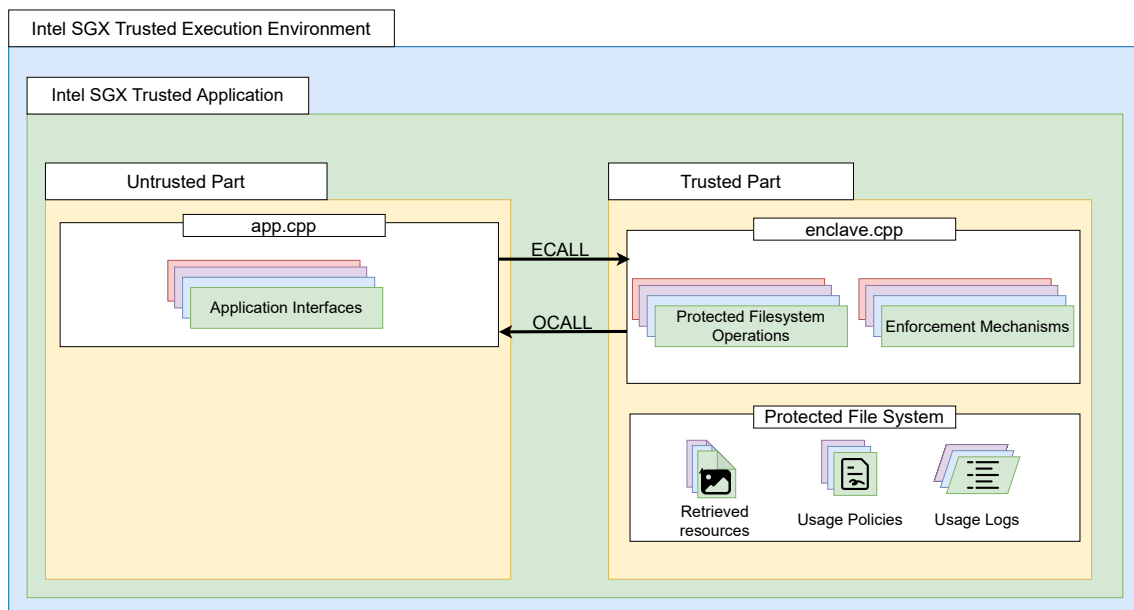 Intel SGX Trusted Execution Environment
Intel SGX Trusted Application
Untrusted Part
app.cpp
Application Interfaces
ECALL
OCALL
Trusted Part
enclave.cpp
Protected Filesystem
Operations
Enforcement Mechanisms
Protected File System
Retrieved
resources
Usage Policies
Usage Logs